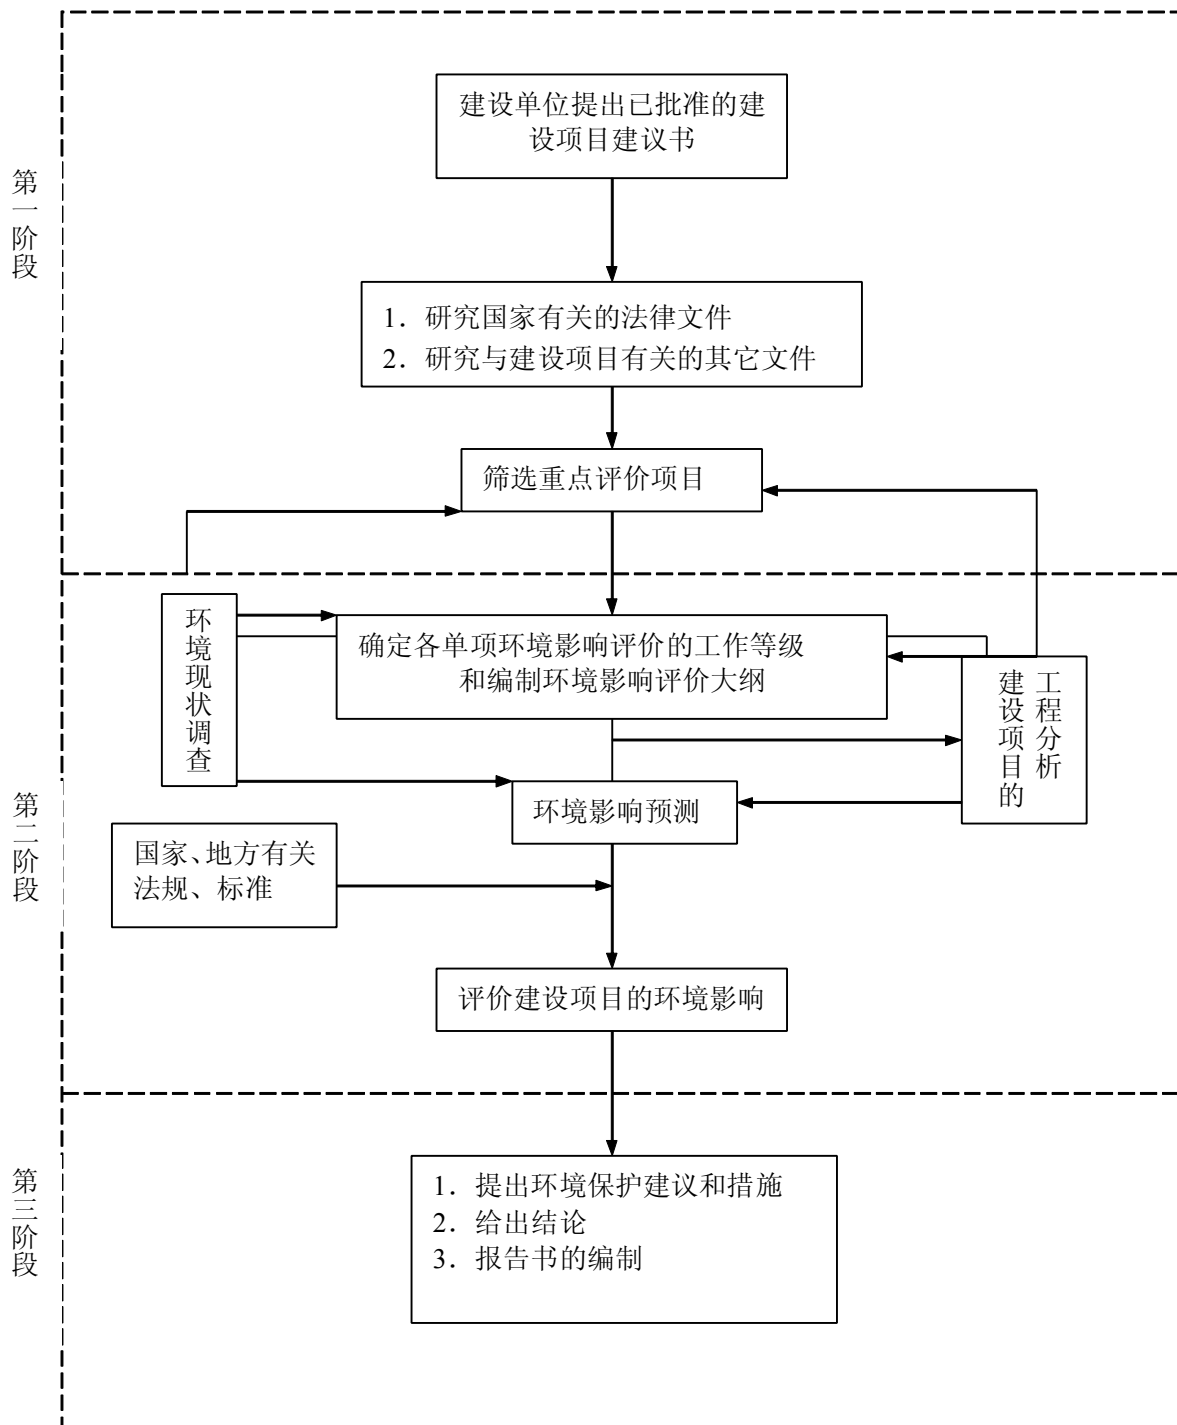 第一阶段
建设单位提出已批准的建
设项目建议书
1．研究国家有关的法律文件
2．研究与建设项目有关的其它文件
筛选重点评价项目
第二阶段
环境现状调查
确定各单项环境影响评价的工作等级
和编制环境影响评价大纲
建设项目的
工程分析
环境影响预测
国家、地方有关
法规、标准
评价建设项目的环境影响
第三阶段
1．提出环境保护建议和措施
2．给出结论
3．报告书的编制